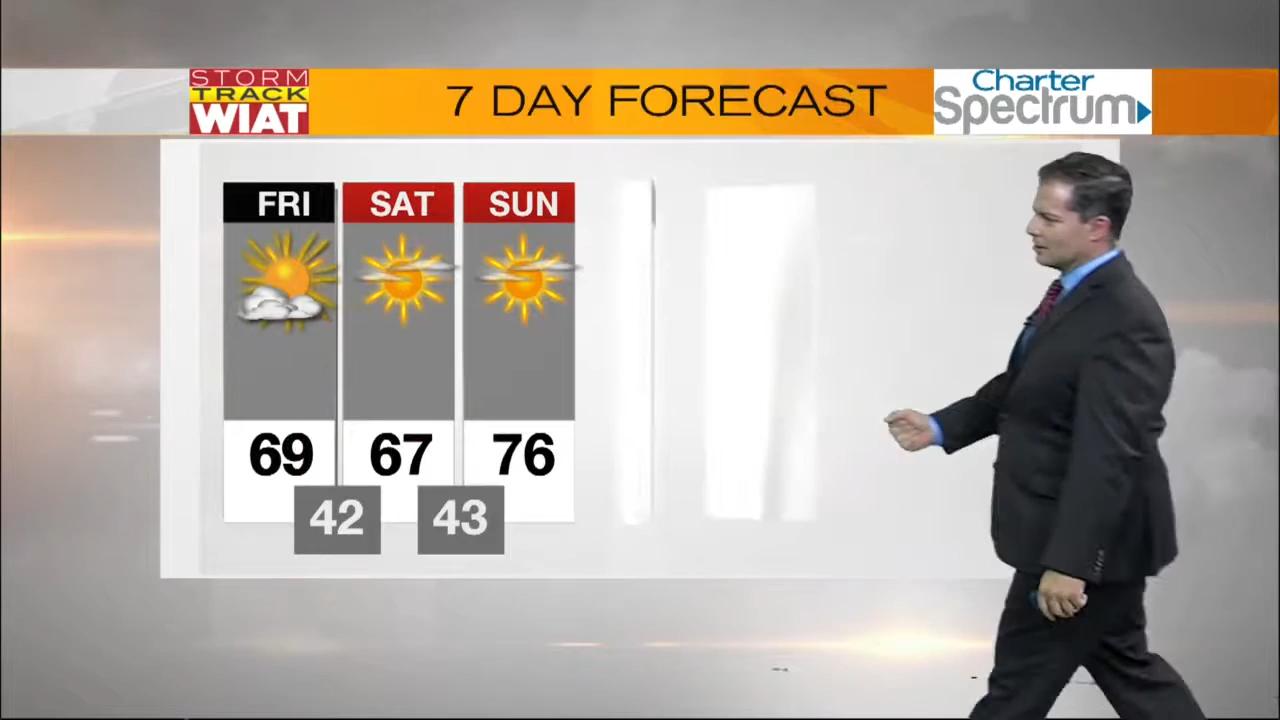 STORM
TRACK
WIAT
7 DAY FORECAST
Charter
Spectrum
FRI
SAT
SUN
69
67
76
42
43